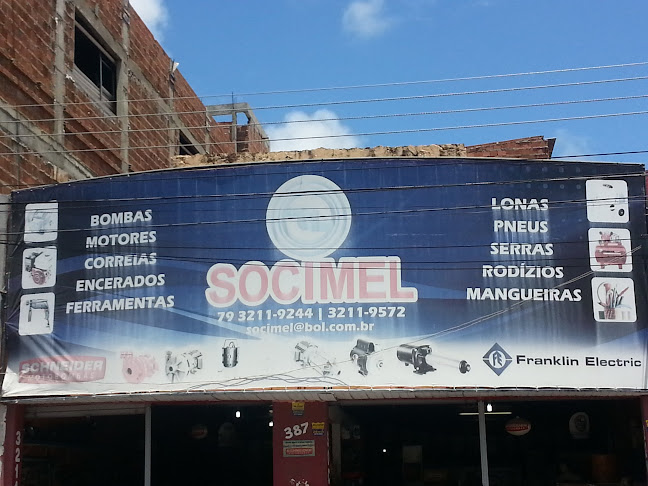 BOMBAS
MOTORES
CORREIAS
ENCERADOS
FERRAMENTAS
LONAS
PNEUS
SERRAS
RODÍZIOS
MANGUEIRAS
SOCIMEL
79 3211-9244 | 3211-9572
socimel@bol.com.br
SCHNEIDER
Franklin Electric
387
321